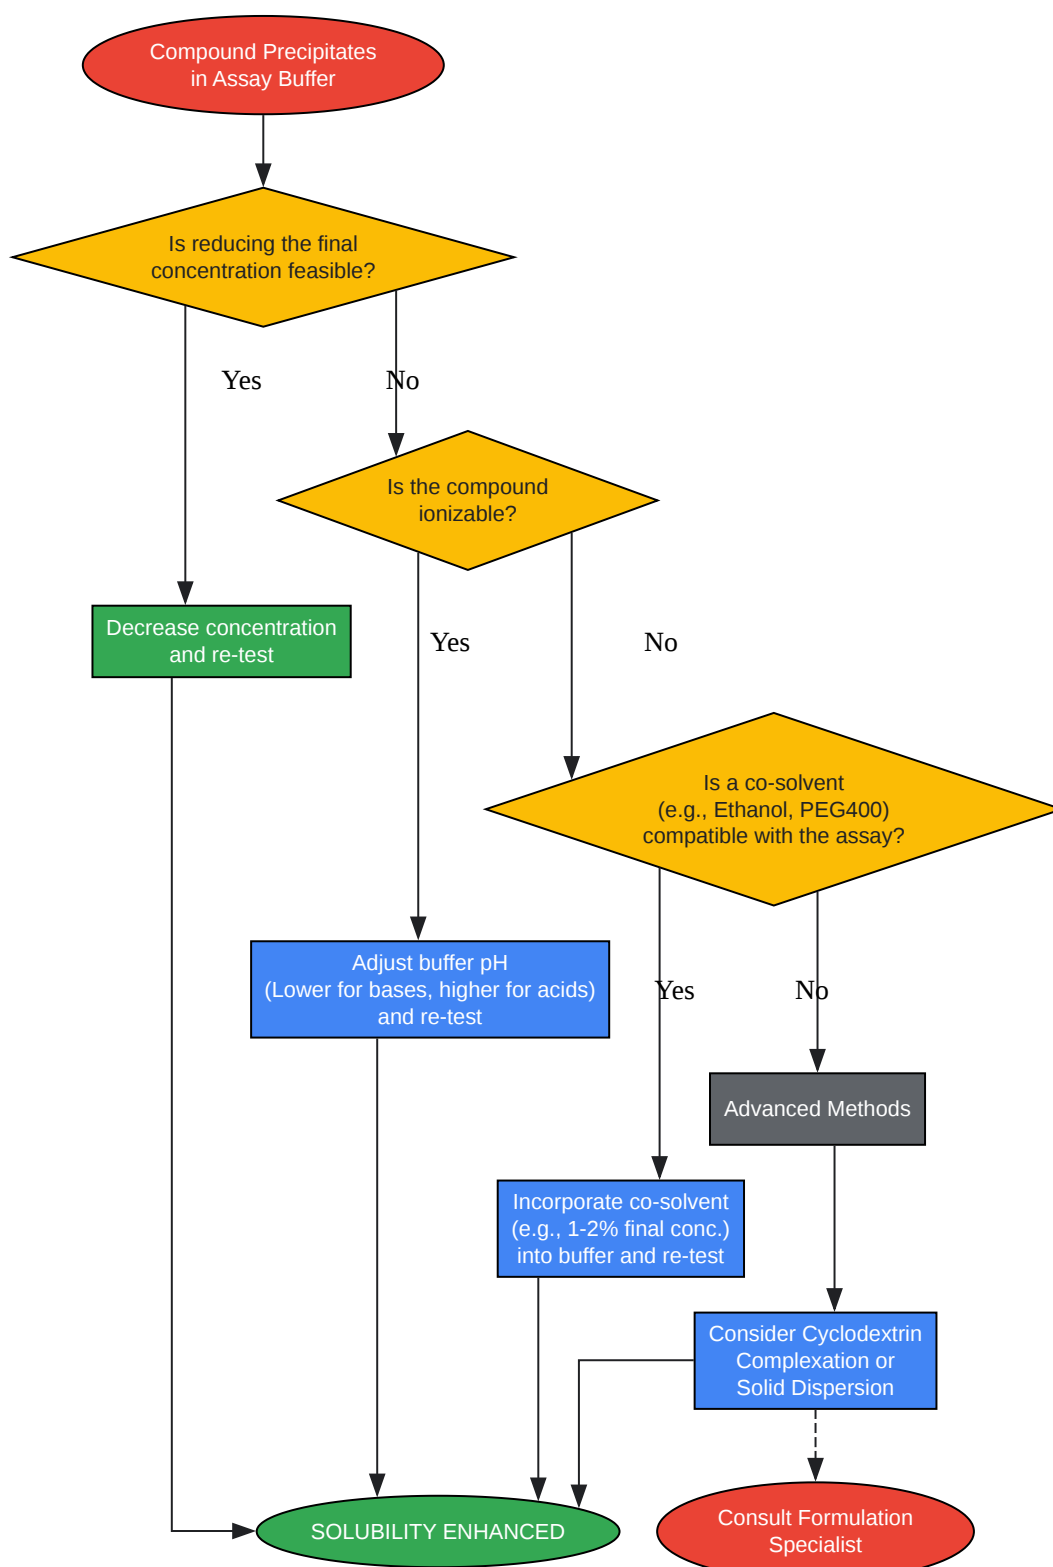 Compound Precipitates
in Assay Buffer
Is reducing the final
concentration feasible?
Yes
No
Is the compound
ionizable?
Decrease concentration
and re-test
Yes
No
Is a co-solvent
(e.g., Ethanol, PEG400)
compatible with the assay?
Adjust buffer pH
(Lower for bases, higher for acids)
and re-test
Yes
No
Advanced Methods
Incorporate co-solvent
(e.g., 1-2% final conc.)
into buffer and re-test
Consider Cyclodextrin
Complexation or
Solid Dispersion
SOLUBILITY ENHANCED
Consult Formulation
Specialist